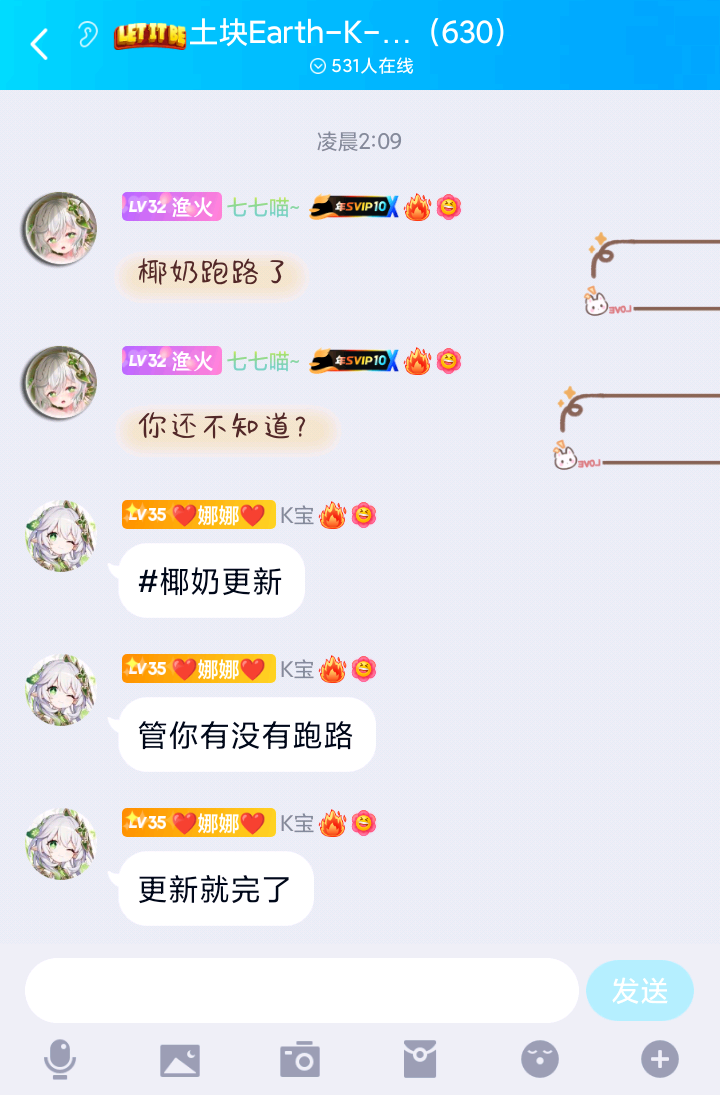 LET IT BE 土块Earth-K-...（630）
531人在线
凌晨2:09
LV32 渔火 七七喵~ 年SVIP10
椰奶跑路了
LOVE
LV32 渔火 七七喵~ 年SVIP10
你还不知道?
LOVE
LV35 ❤️娜娜❤️ K宝
#椰奶更新
LV35 ❤️娜娜❤️ K宝
管你有没有跑路
LV35 ❤️娜娜❤️ K宝
更新就完了
发送